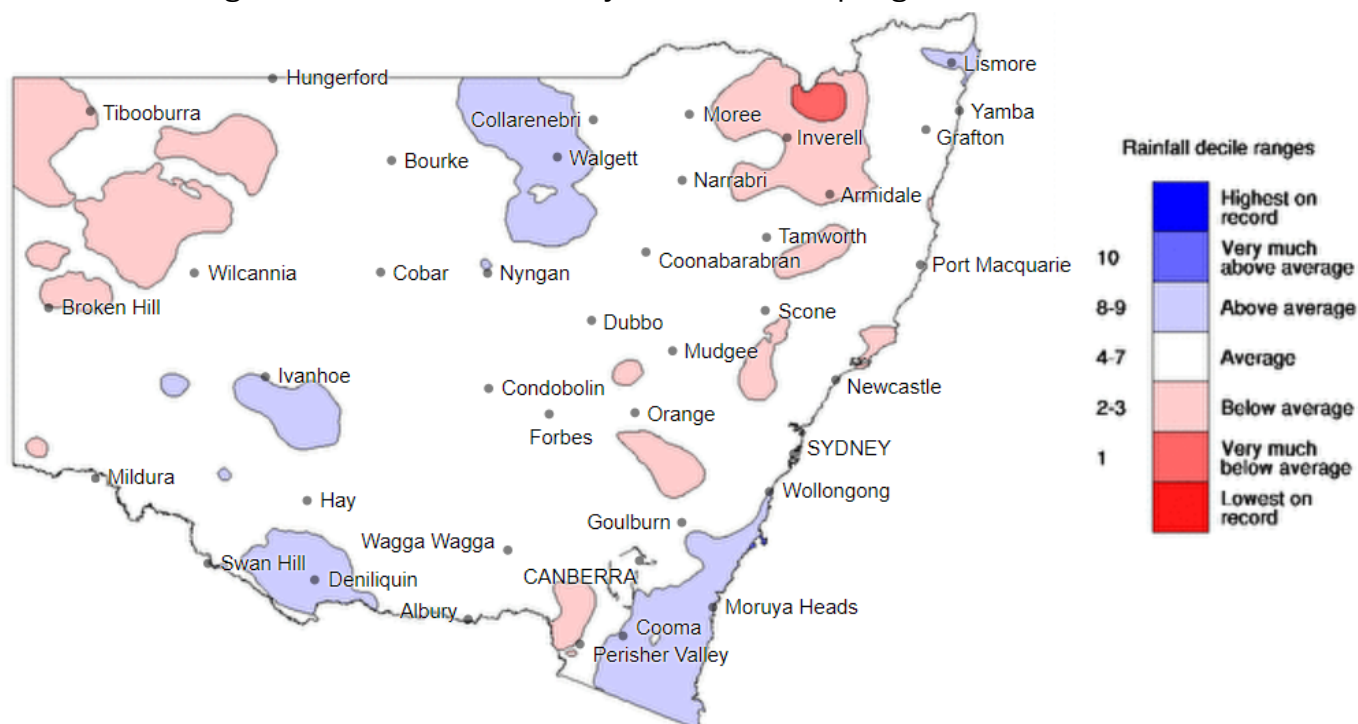 Hungerford
Lismore
Tibooburra
Collarenebri
Moree
Yamba
Inverell
Grafton
Bourke
Walgett
Narrabri
Armidale
Tamworth
Coonabarabran
Port Macquarie
Wilcannia
Cobar
Nyngan
Broken Hill
Scone
Dubbo
Mudgee
Ivanhoe
Condobolin
Newcastle
Orange
Forbes
SYDNEY
Mildura
Wollongong
Hay
Goulburn
Wagga Wagga
Swan Hill
CANBERRA
Deniliquin
Albury
Moruya Heads
Cooma
Perisher Valley
Rainfall decile ranges
Highest on
record
10 Very much
above average
8-9 Above average
4-7 Average
2-3 Below average
1 Very much
below average
Lowest on
record